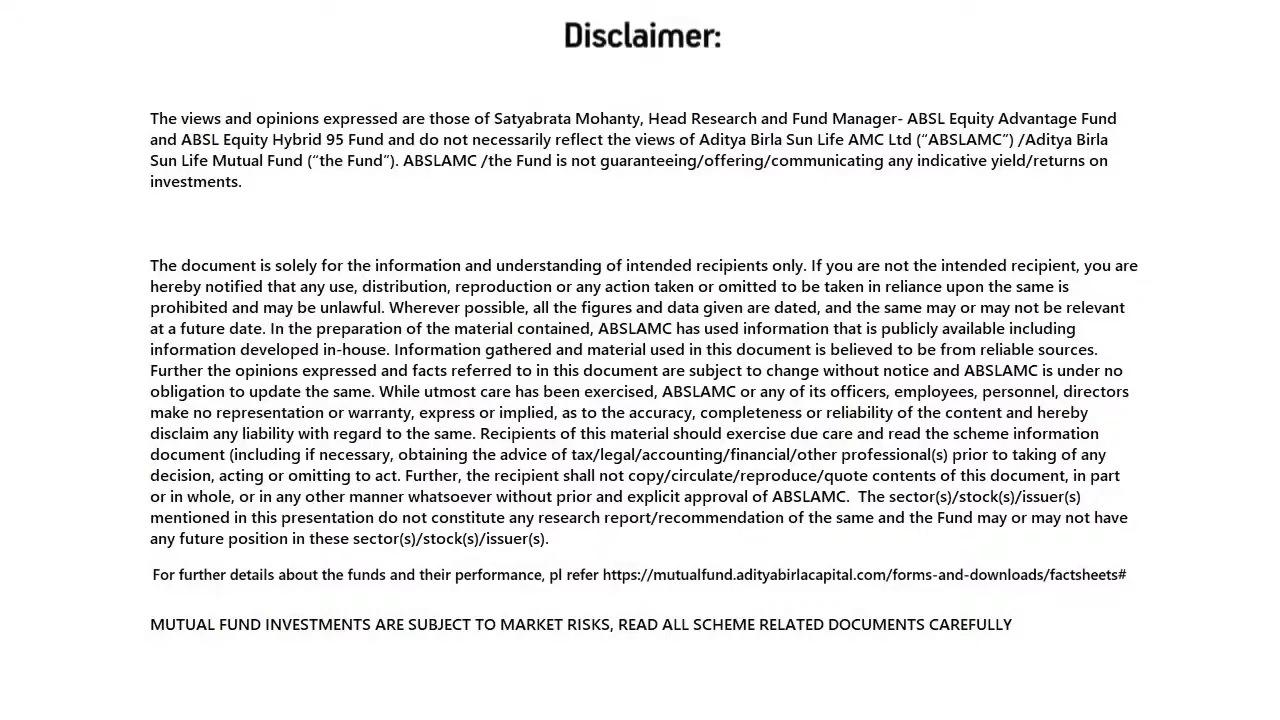 Disclaimer:
The views and opinions expressed are those of Satyabrata Mohanty, Head Research and Fund Manager- ABSL Equity Advantage Fund
and ABSL Equity Hybrid 95 Fund and do not necessarily reflect the views of Aditya Birla Sun Life AMC Ltd (“ABSLAMC”) /Aditya Birla
Sun Life Mutual Fund (“the Fund”). ABSLAMC /the Fund is not guaranteeing/offering/communicating any indicative yield/returns on
investments.
The document is solely for the information and understanding of intended recipients only. If you are not the intended recipient, you are
hereby notified that any use, distribution, reproduction or any action taken or omitted to be taken in reliance upon the same is
prohibited and may be unlawful. Wherever possible, all the figures and data given are dated, and the same may or may not be relevant
at a future date. In the preparation of the material contained, ABSLAMC has used information that is publicly available including
information developed in-house. Information gathered and material used in this document is believed to be from reliable sources.
Further the opinions expressed and facts referred to in this document are subject to change without notice and ABSLAMC is under no
obligation to update the same. While utmost care has been exercised, ABSLAMC or any of its officers, employees, personnel, directors
make no representation or warranty, express or implied, as to the accuracy, completeness or reliability of the content and hereby
disclaim any liability with regard to the same. Recipients of this material should exercise due care and read the scheme information
document (including if necessary, obtaining the advice of tax/legal/accounting/financial/other professional(s) prior to taking of any
decision, acting or omitting to act. Further, the recipient shall not copy/circulate/reproduce/quote contents of this document, in part
or in whole, or in any other manner whatsoever without prior and explicit approval of ABSLAMC.  The sector(s)/stock(s)/issuer(s)
mentioned in this presentation do not constitute any research report/recommendation of the same and the Fund may or may not have
any future position in these sector(s)/stock(s)/issuer(s).
For further details about the funds and their performance, pl refer https://mutualfund.adityabirlacapital.com/forms-and-downloads/factsheets#
MUTUAL FUND INVESTMENTS ARE SUBJECT TO MARKET RISKS, READ ALL SCHEME RELATED DOCUMENTS CAREFULLY